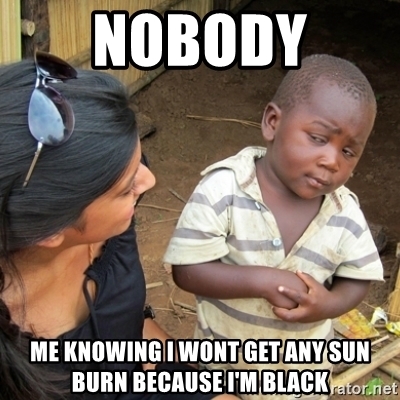 NOBODY
ME KNOWING I WONT GET ANY SUN
BURN BECAUSE I'M BLACK
rator.net